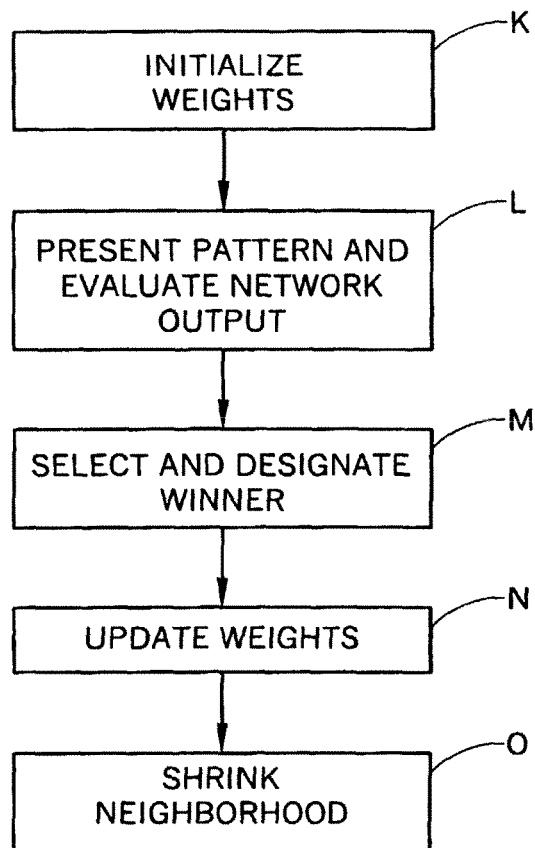 K
INITIALIZE
WEIGHTS
L
PRESENT PATTERN AND
EVALUATE NETWORK
OUTPUT
M
SELECT AND DESIGNATE
WINNER
N
UPDATE WEIGHTS
O
SHRINK
NEIGHBORHOOD